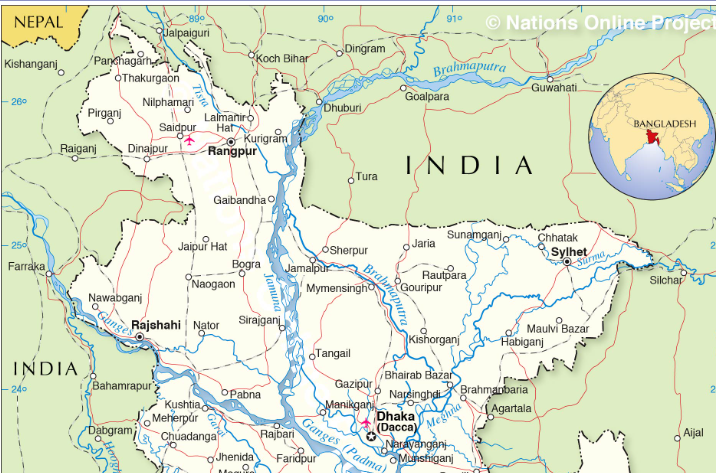 NEPAL
89°
90°
91°
© Nations Online Project
Jalpaiguri
Kishanganj
Panchagarh
Koch Bihar
Dingram
Thakurgaon
Brahmaputra
Guwahati
26°
Nilphamari
Tista
Dhuburi
Goalpara
Pirganj
Lalmanir
Hat
Saidpur
Kurigram
BANGLADESH
Raiganj
Dinajpur
Rangpur
INDIA
Tura
Gaibandha
Sunamganj
Chhatak
25°
Jaipur Hat
Sherpur
Jaria
Sylhet
Surma
Farraka
Bogra
Jamalpur
Rautpara
Silchar
Naogaon
Jamuna
Mymensingh
Brahmaputra
Gouripur
Nawabganj
Ganges
Rajshahi
Nator
Sirajganj
Kishorganj
Maulvi Bazar
Habiganj
Tangail
INDIA
24°
Bahamrapur
Gazipur
Bhairab Bazar
Pabna
Narsinghdi
Brahmanbaria
Kushtia
Manikganj
Dhaka
(Dacca)
Meghna
Agartala
Meherpur
Garai
Ganges (Padma)
Dabgram
Chuadanga
Rajbari
Narayanganj
Aijal
Jhenida
Faridpur
Munshiganj